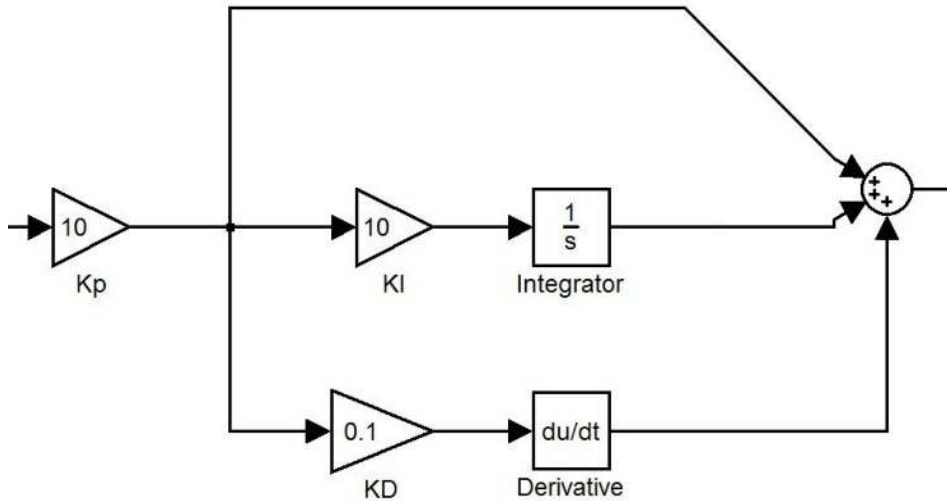 10
Kp
10
KI
1
s
Integrator
+
+
+
0.1
KD
du/dt
Derivative